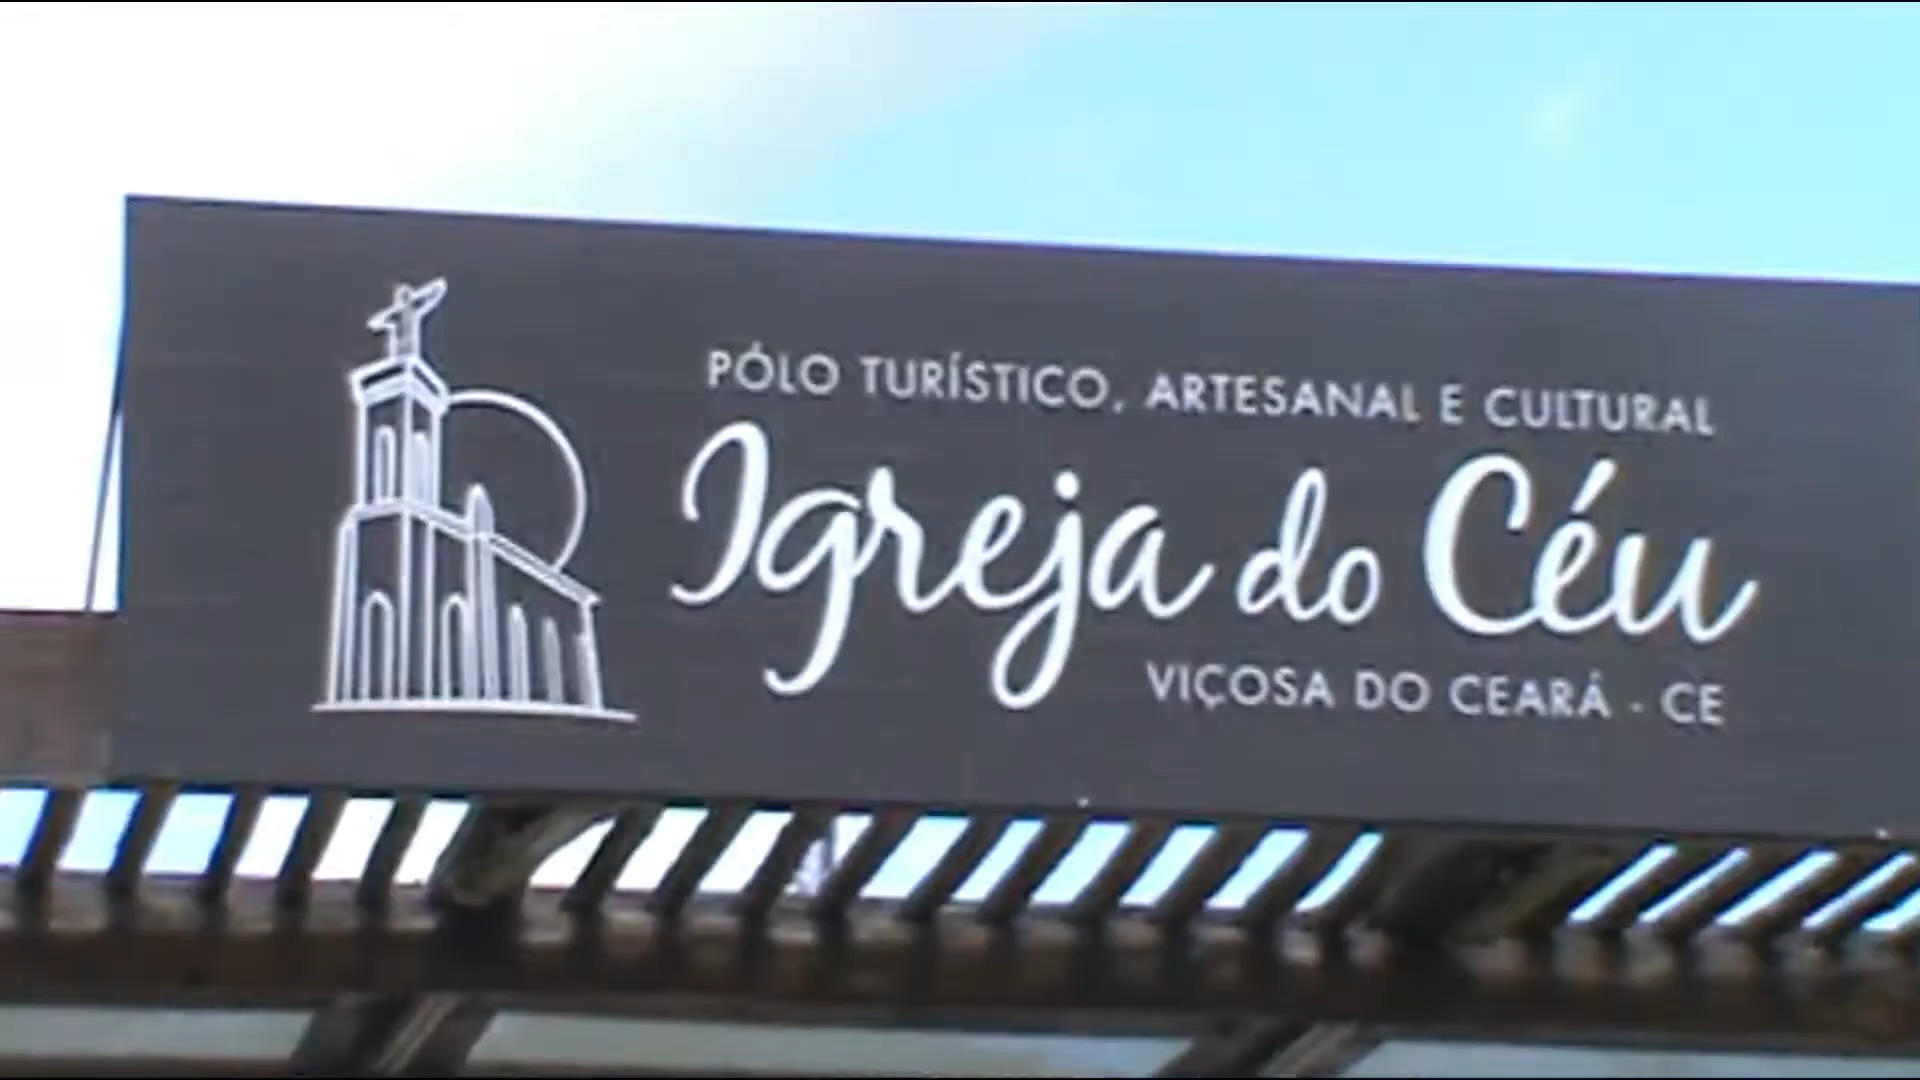 PÓLO TURÍSTICO, ARTESANAL E CULTURAL
Igreja do Céu
VIÇOSA DO CEARÁ - CE